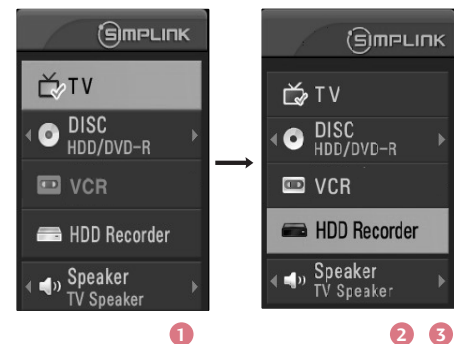 SIMPLINK
TV
DISC
HDD/DVD-R
VCR
HDD Recorder
Speaker
TV Speaker
1
SIMPLINK
TV
DISC
HDD/DVD-R
VCR
HDD Recorder
Speaker
TV Speaker
2 3